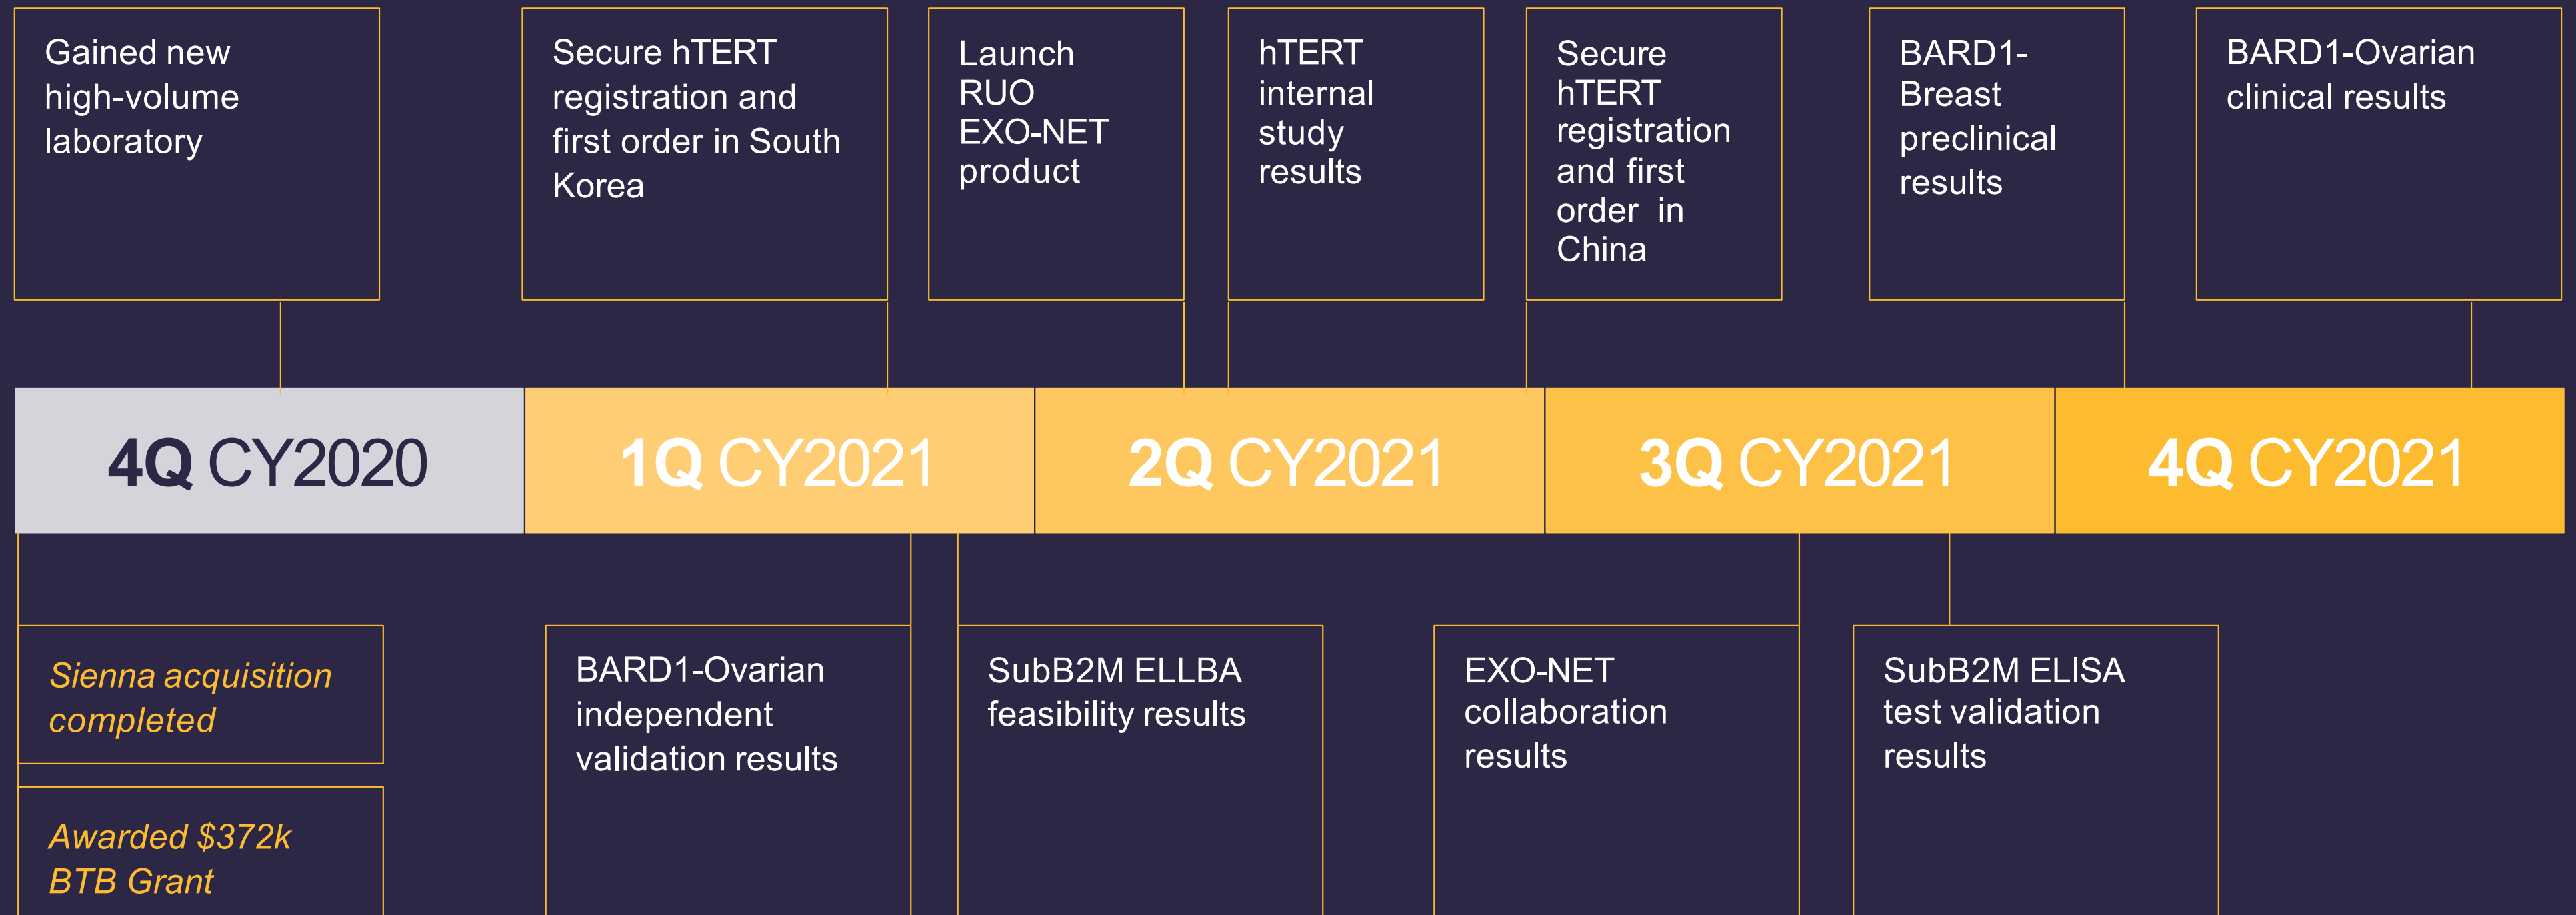 Gained new
high-volume
laboratory
Secure hTERT
registration and
first order in South
Korea
Launch
RUO
EXO-NET
product
hTERT
internal
study
results
Secure
hTERT
registration
and first
order in
China
BARD1-
Breast
preclinical
results
BARD1-Ovarian
clinical results
4Q CY2020
1Q CY2021
2Q CY2021
3Q CY2021
4Q CY2021
Sienna acquisition
completed
Awarded $372k
BTB Grant
BARD1-Ovarian
independent
validation results
SubB2M ELLBA
feasibility results
EXO-NET
collaboration
results
SubB2M ELISA
test validation
results